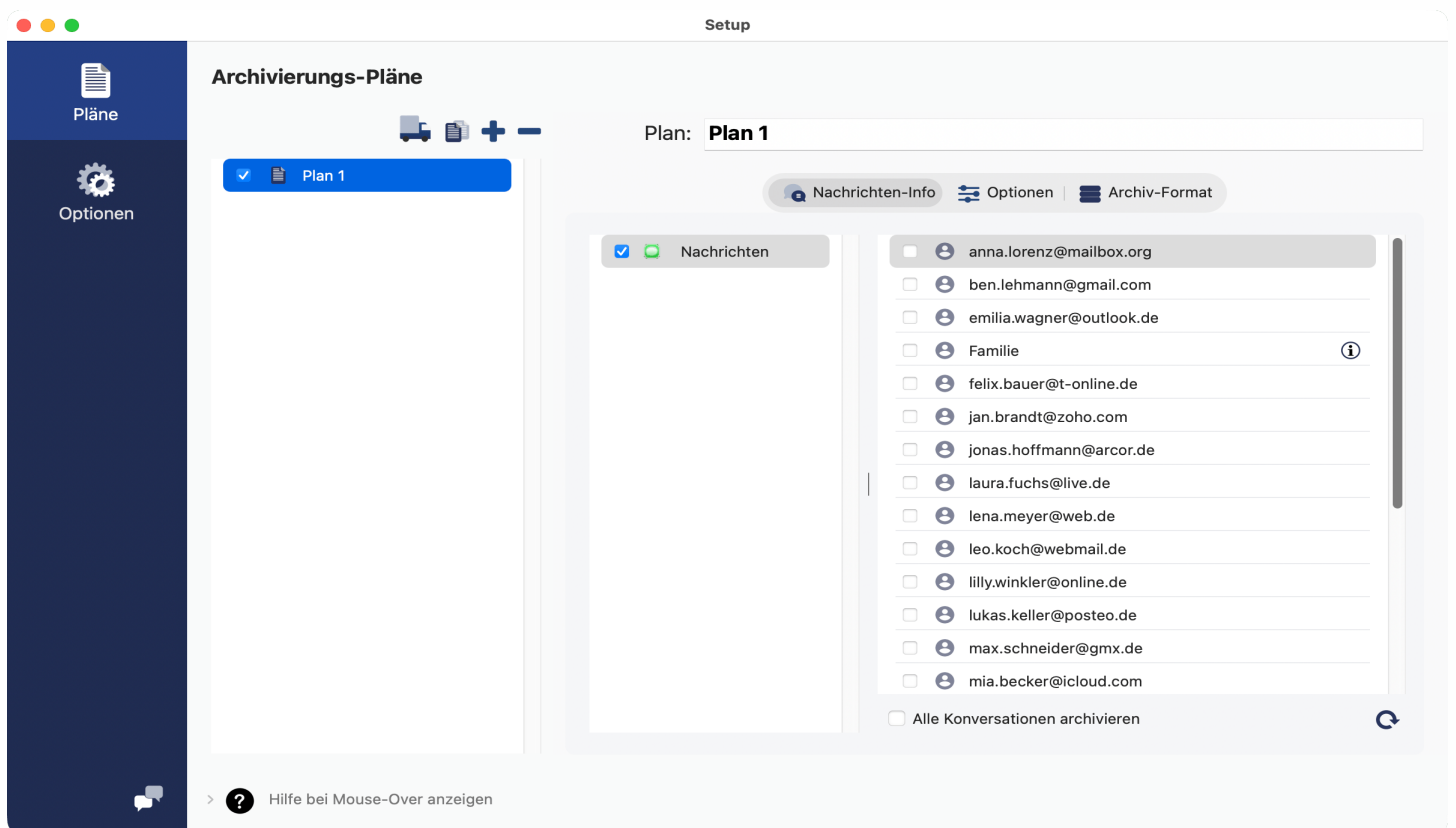 Setup
Pläne
Optionen
Archivierungs-Pläne
Plan 1
Plan: Plan 1
Nachrichten-Info
Optionen
Archiv-Format
Nachrichten
anna.lorenz@mailbox.org
ben.lehmann@gmail.com
emilia.wagner@outlook.de
Familie
felix.bauer@t-online.de
jan.brandt@zoho.com
jonas.hoffmann@arcor.de
laura.fuchs@live.de
lena.meyer@web.de
leo.koch@webmail.de
lilly.winkler@online.de
lukas.keller@posteo.de
max.schneider@gmx.de
mia.becker@icloud.com
Alle Konversationen archivieren
Hilfe bei Mouse-Over anzeigen